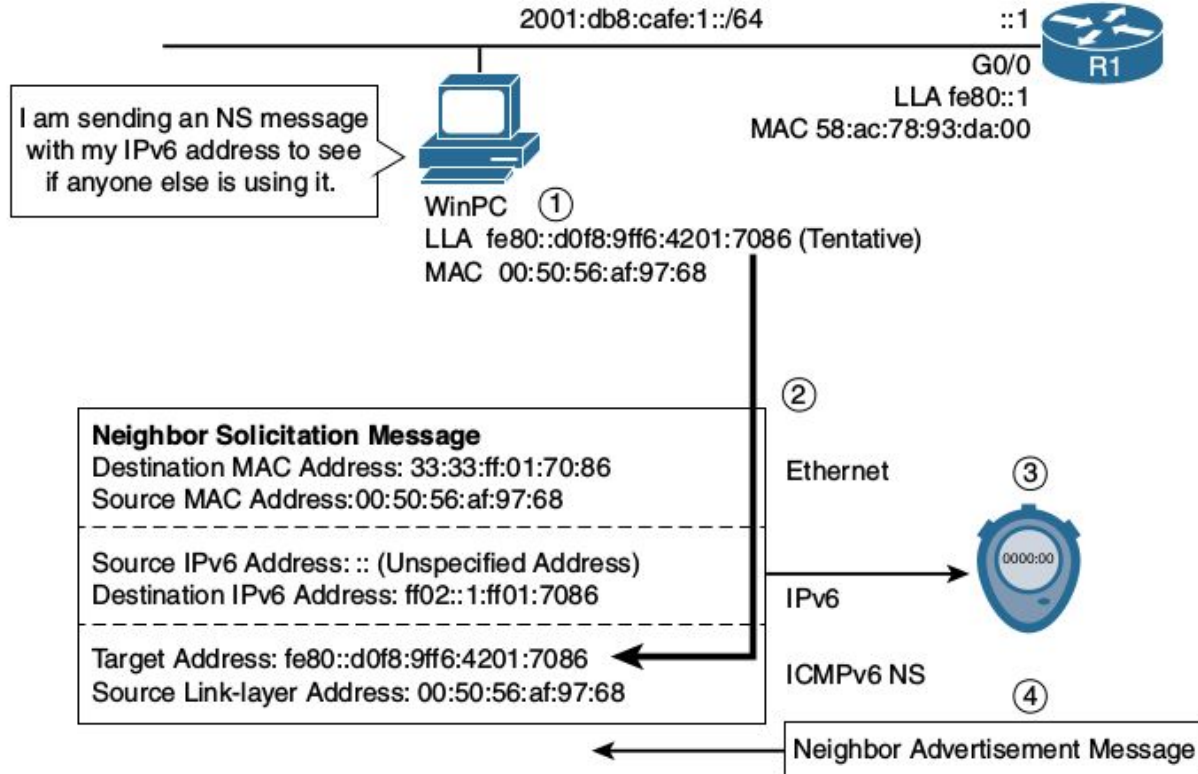 2001:db8:cafe:1::/64
::1
R1
G0/0
LLA fe80::1
MAC 58:ac:78:93:da:00
I am sending an NS message
with my IPv6 address to see
if anyone else is using it.
WinPC ①
LLA fe80::d0f8:9ff6:4201:7086 (Tentative)
MAC 00:50:56:af:97:68
②
Neighbor Solicitation Message
Destination MAC Address: 33:33:ff:01:70:86
Source MAC Address:00:50:56:af:97:68
Ethernet
③
0000:00
Source IPv6 Address: :: (Unspecified Address)
Destination IPv6 Address: ff02::1:ff01:7086
IPv6
Target Address: fe80::d0f8:9ff6:4201:7086
Source Link-layer Address: 00:50:56:af:97:68
ICMPv6 NS
④
Neighbor Advertisement Message